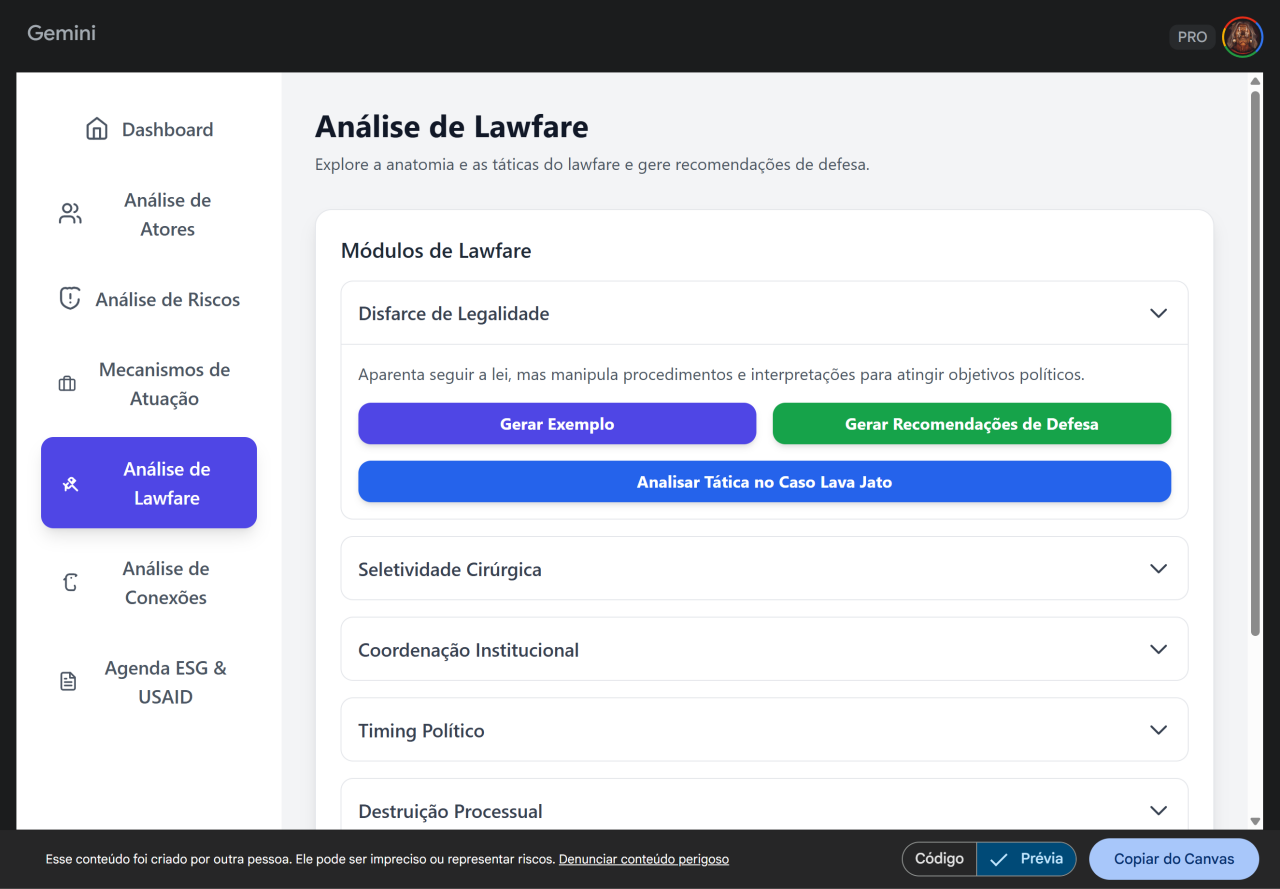 Gemini
PRO
Dashboard
Análise de
Atores
Análise de Riscos
Mecanismos de
Atuação
Análise de
Lawfare
Análise de
Conexões
Agenda ESG &
USAID
Análise de Lawfare
Explore a anatomia e as táticas do lawfare e gere recomendações de defesa.
Módulos de Lawfare
Disfarce de Legalidade
Aparenta seguir a lei, mas manipula procedimentos e interpretações para atingir objetivos políticos.
Gerar Exemplo
Gerar Recomendações de Defesa
Analisar Tática no Caso Lava Jato
Seletividade Cirúrgica
Coordenação Institucional
Timing Político
Destruição Processual
Esse conteúdo foi criado por outra pessoa. Ele pode ser impreciso ou representar riscos. Denunciar conteúdo perigoso
Código
Prévia
Copiar do Canvas